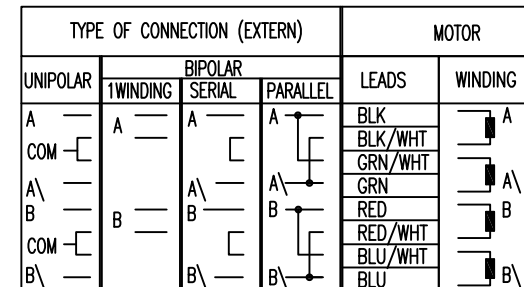 TYPE OF CONNECTION (EXTERN) MOTOR
UNIPOLAR BIPOLAR LEADS WINDING
1WINDING SERIAL PARALLEL
A A A A BLK A
COM BLK/WHT
GRN/WHT
A\ A\ A\ GRN A\
B B B B RED B
COM RED/WHT
BLU/WHT
B\ B\ B\ BLU B\